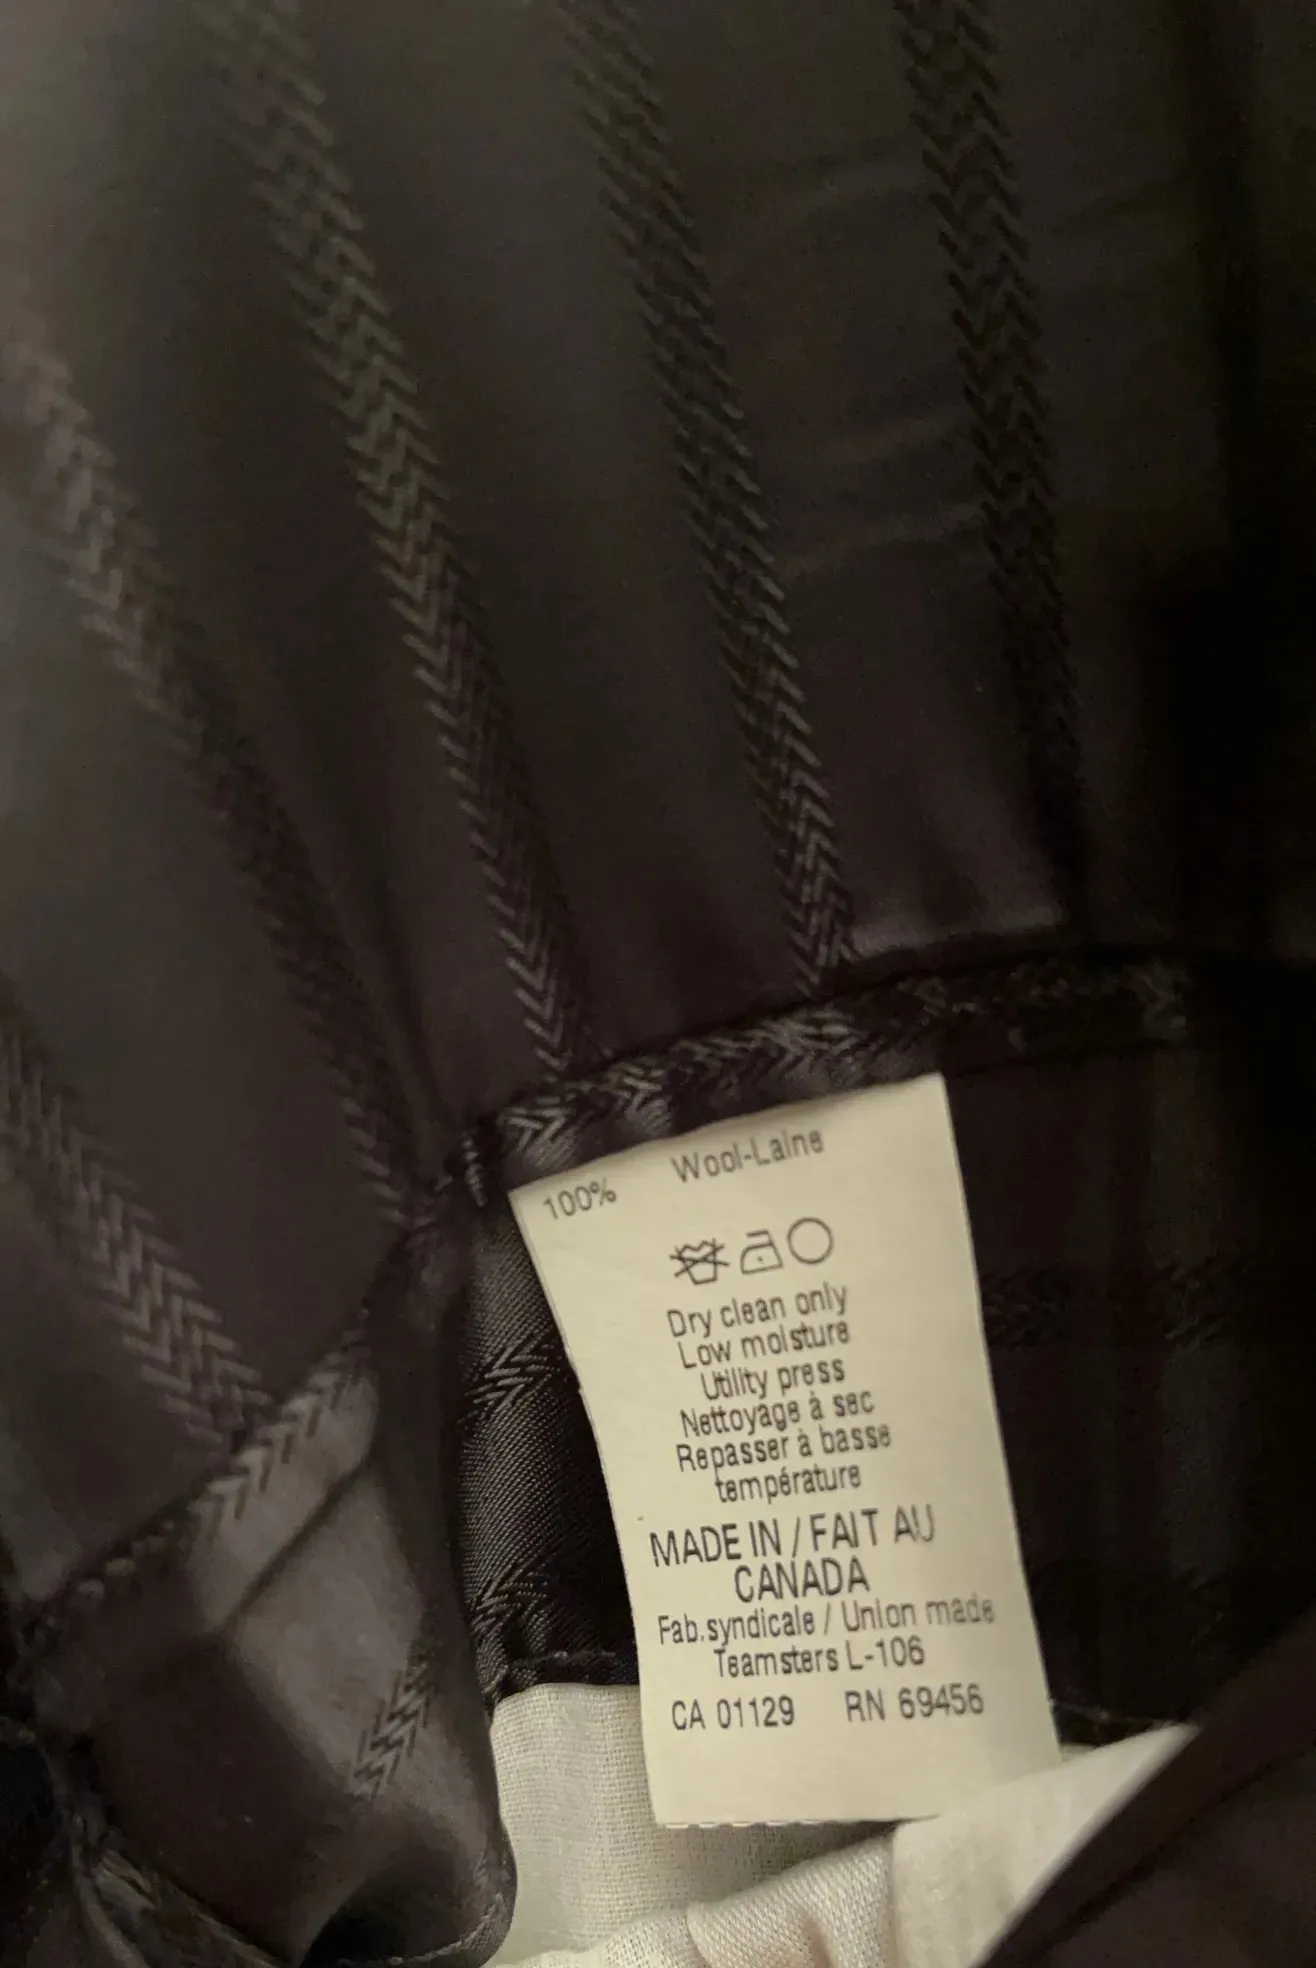 100% Wool-Laine
Dry clean only
Low moisture
Utility press
Nettoyage à sec
Repasser à basse
température
MADE IN / FAIT AU
CANADA
Fab.syndicale / Union made
Teamsters L-106
CA 01129 RN 69456